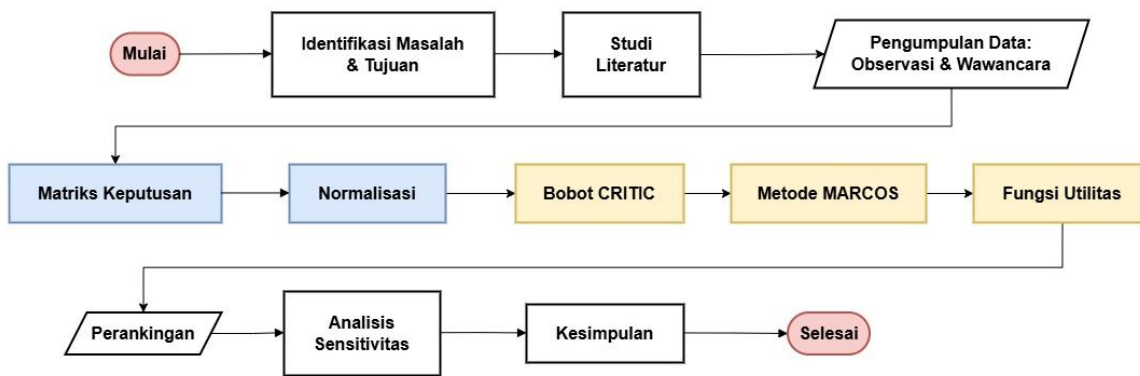 Mulai
Identifikasi Masalah
& Tujuan
Studi
Literatur
Pengumpulan Data:
Observasi & Wawancara
Matriks Keputusan
Normalisasi
Bobot CRITIC
Metode MARCOS
Fungsi Utilitas
Perankingan
Analisis
Sensitivitas
Kesimpulan
Selesai